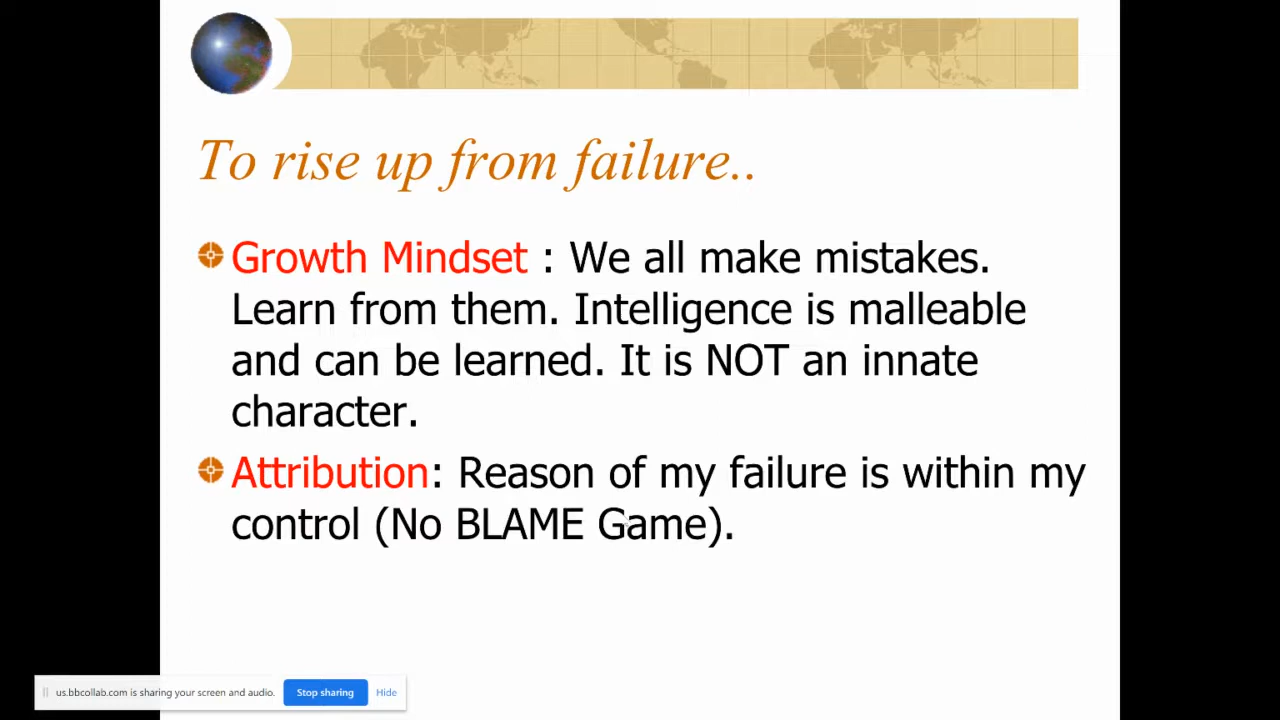 To rise up from failure..
Growth Mindset : We all make mistakes.
Learn from them. Intelligence is malleable
and can be learned. It is NOT an innate
character.
Attribution: Reason of my failure is within my
control (No BLAME Game).
us.bbcollab.com is sharing your screen and audio. Stop sharing Hide